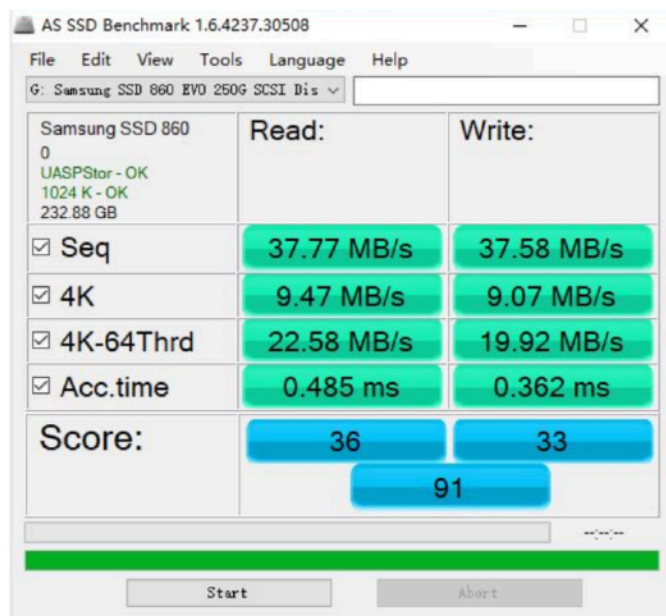 AS SSD Benchmark 1.6.4237.30508
File Edit View Tools Language Help
G: Samsung SSD 860 EVO 250G SCSI Dis
Samsung SSD 860
0
UASPStor - OK
1024 K - OK
232.88 GB
Read:
Write:
Seq 37.77 MB/s 37.58 MB/s
4K 9.47 MB/s 9.07 MB/s
4K-64Thrd 22.58 MB/s 19.92 MB/s
Acc.time 0.485 ms 0.362 ms
Score: 36 33
91
--:--:--
Start Abort